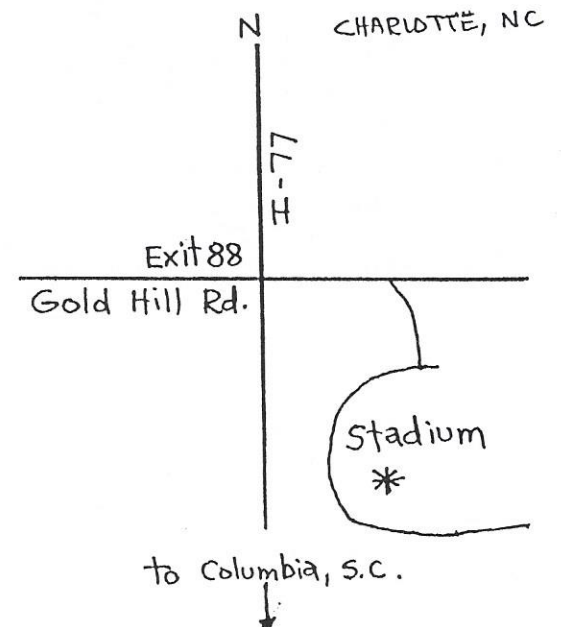 N CHARLOTTE, NC
H-77
Exit 88
Gold Hill Rd.
Stadium
to Columbia, S.C.